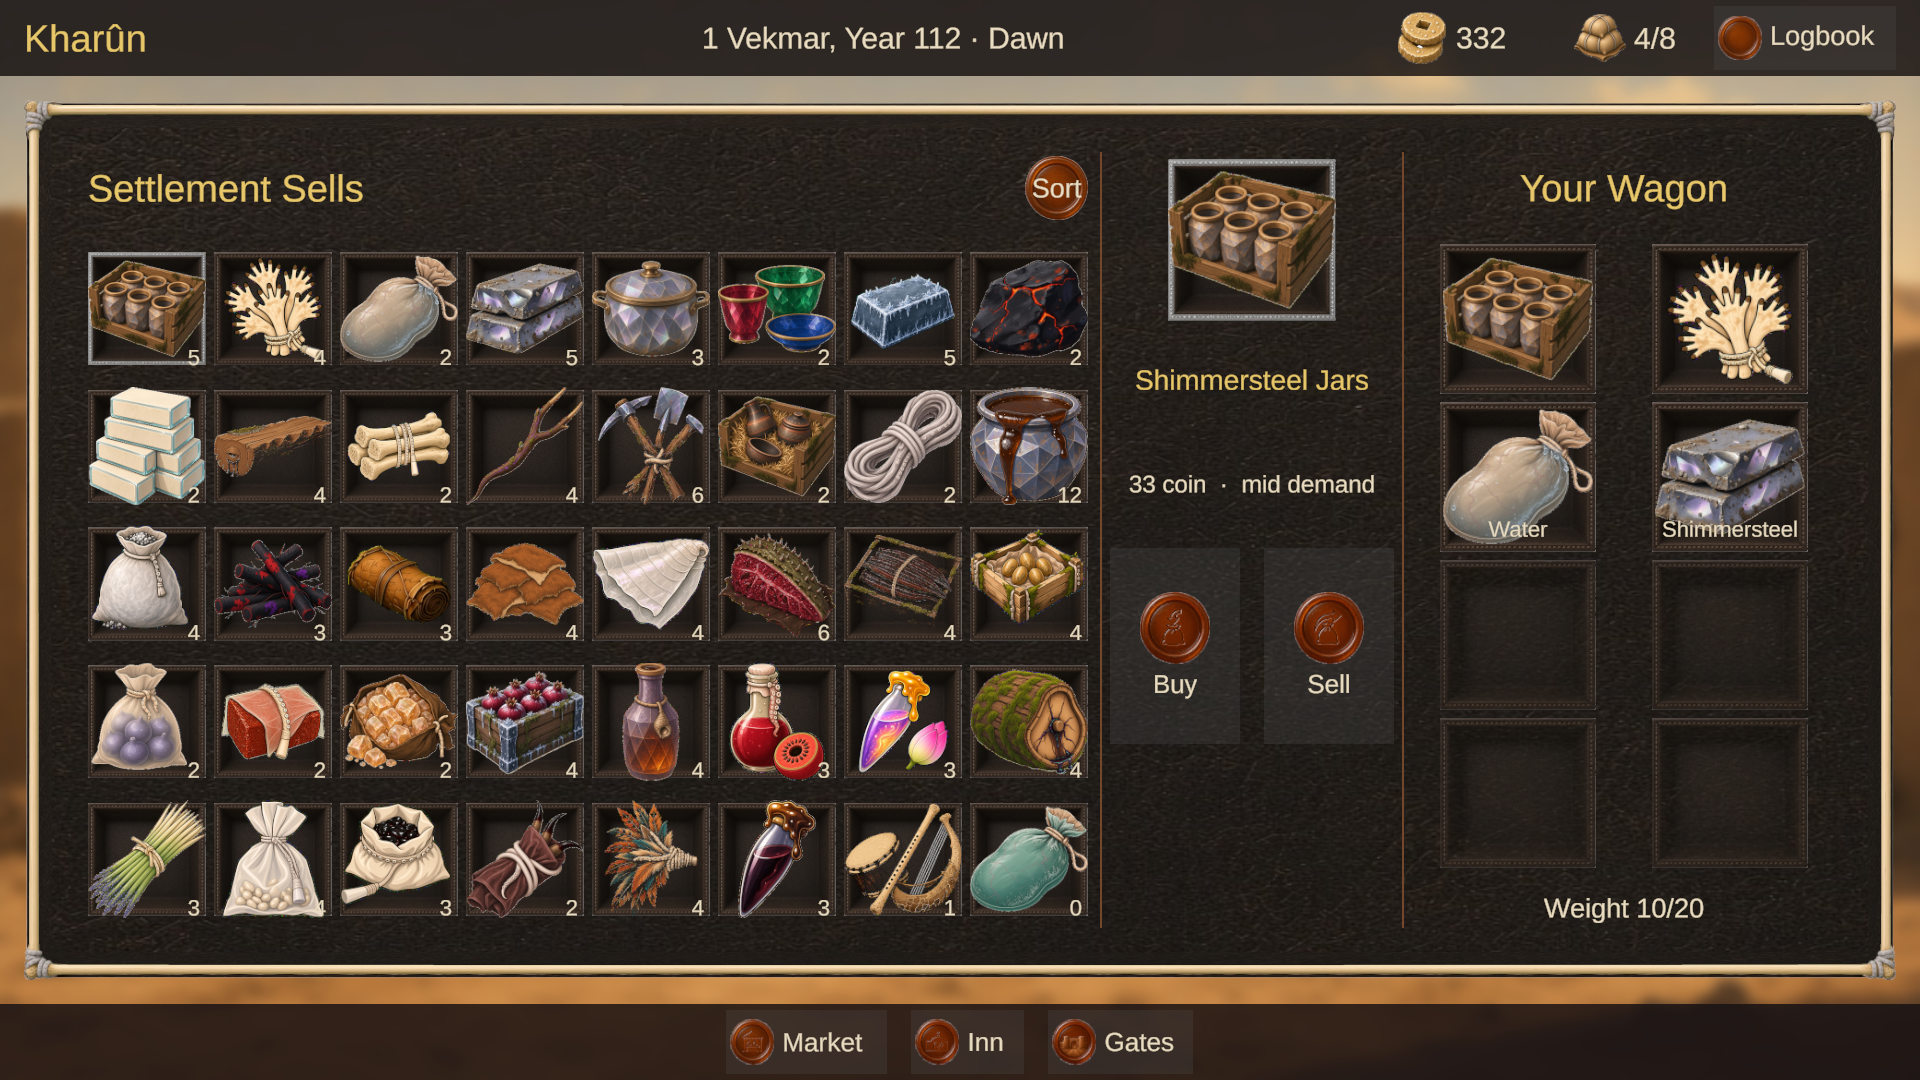 Kharûn
1 Vekmar, Year 112 · Dawn
332
4/8
Logbook
Settlement Sells
Sort
5 4 2 5 3 2 5 2
2 4 2 4 6 2 2 12
4 3 3 4 4 6 4 4
2 2 2 4 4 3 3 4
3 4 3 2 4 3 1 0
Shimmersteel Jars
33 coin · mid demand
Buy
Sell
Your Wagon
Water
Shimmersteel
Weight 10/20
Market
Inn
Gates